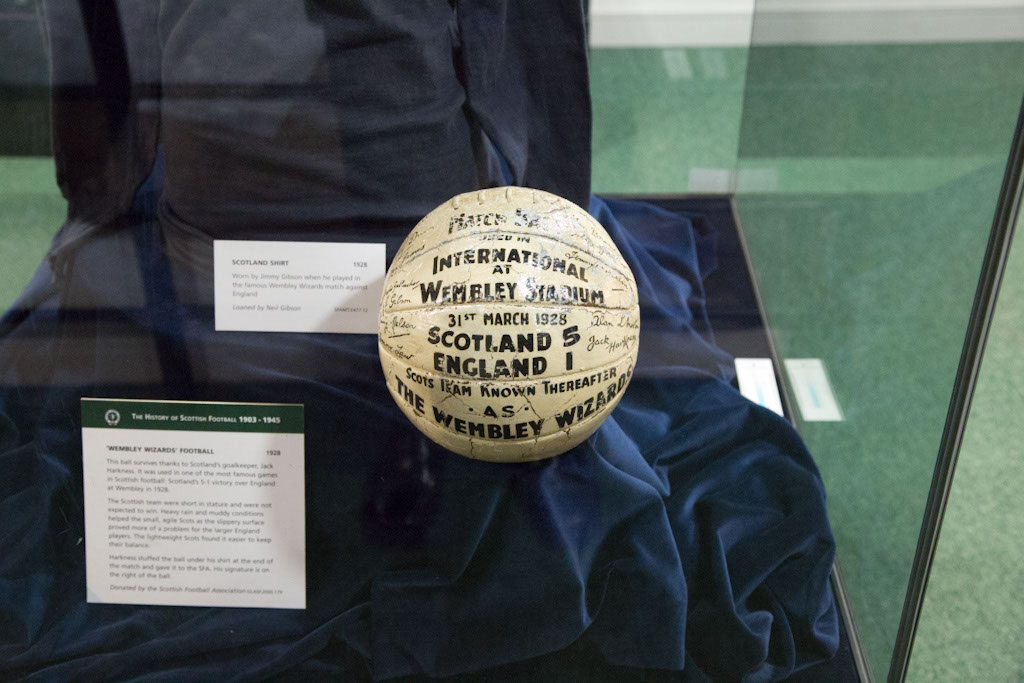 SCOTLAND SHIRT 1928
Worn by Jimmy Gibson when he played in
the famous Wembley Wizards match against
England
Loaned by Neil Gibson
MATCH
USED IN
INTERNATIONAL
AT
WEMBLEY STADIUM
31ST MARCH 1928
SCOTLAND 5
ENGLAND 1
SCOTS TEAM KNOWN THEREAFTER
· AS ·
THE WEMBLEY WIZARDS
Gibson
Jack Harkness
THE HISTORY OF SCOTTISH FOOTBALL 1903 - 1945
'WEMBLEY WIZARDS' FOOTBALL 1928
This ball survives thanks to Scotland's goalkeeper, Jack
Harkness. It was used in one of the most famous games
in Scottish football: Scotland's 5-1 victory over England
at Wembley in 1928.
The Scottish team were short in stature and were not
expected to win. Heavy rain and muddy conditions
helped the small, agile Scots as the slippery surface
proved more of a problem for the larger England
players. The lightweight Scots found it easier to keep
their balance.
Harkness stuffed the ball under his shirt at the end of
the match and gave it to the SFA. His signature is on
the right of the ball.
Donated by the Scottish Football Association